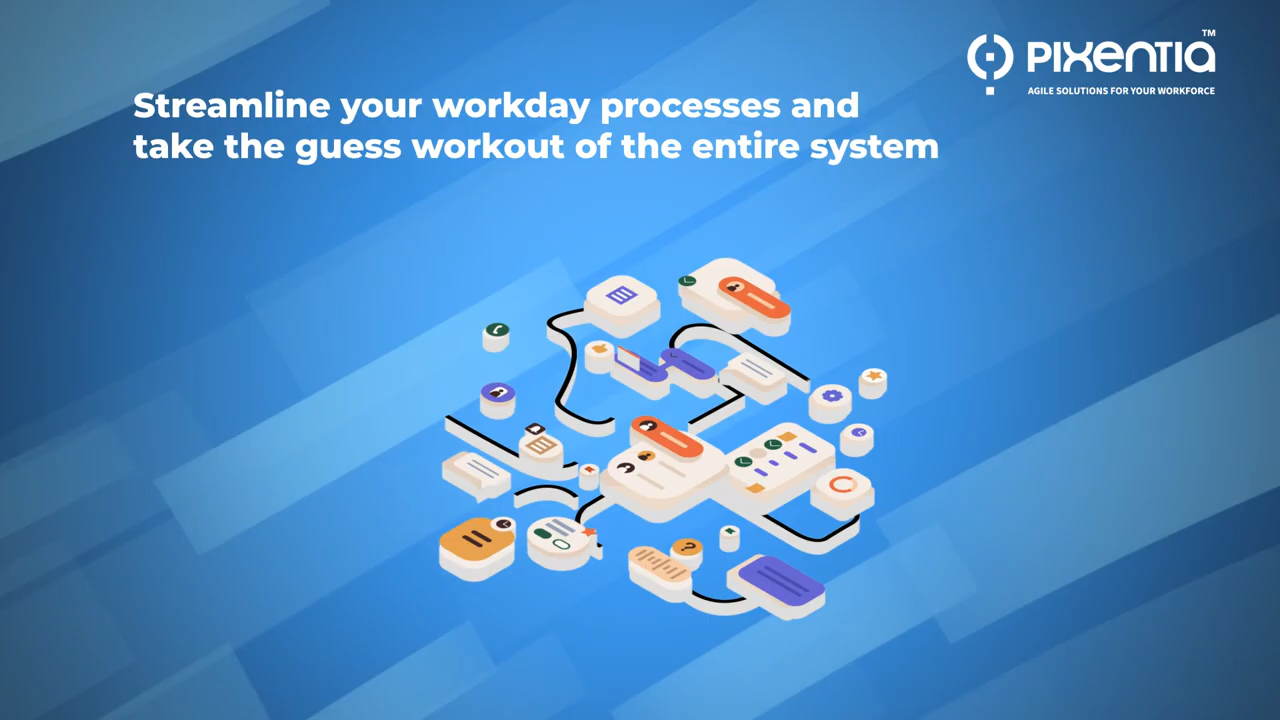 PIXENTIA TM
AGILE SOLUTIONS FOR YOUR WORKFORCE
Streamline your workday processes and
take the guess workout of the entire system
?